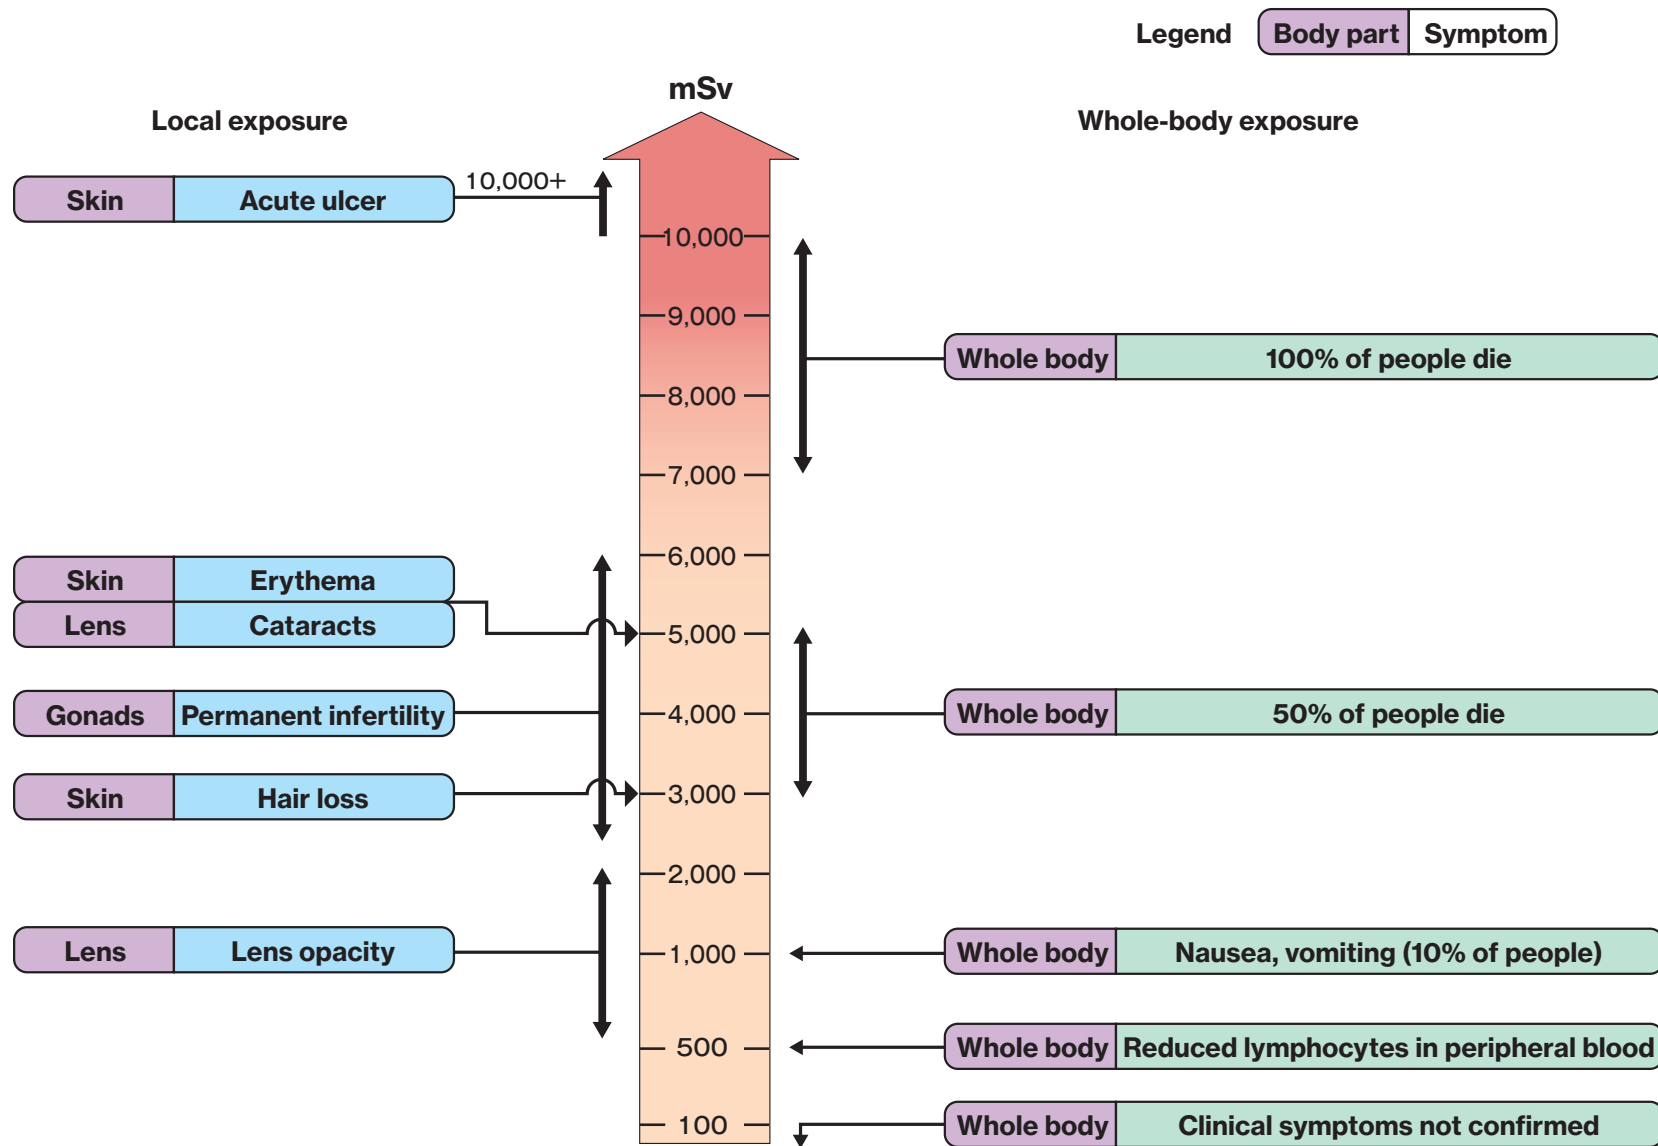 Legend
Body part Symptom
mSv
Local exposure
Whole-body exposure
Skin Acute ulcer
10,000+
10,000
9,000
Whole body 100% of people die
8,000
7,000
6,000
Skin Erythema
Lens Cataracts
5,000
Gonads Permanent infertility
4,000
Whole body 50% of people die
Skin Hair loss
3,000
2,000
Lens Lens opacity
1,000
Whole body Nausea, vomiting (10% of people)
500
Whole body Reduced lymphocytes in peripheral blood
100
Whole body Clinical symptoms not confirmed